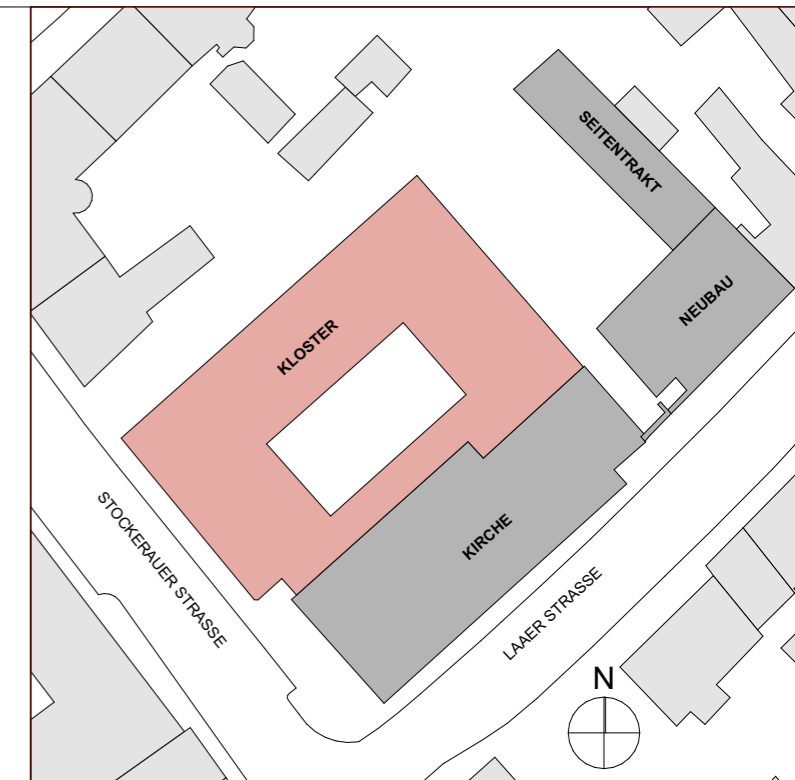 SEITENTRAKT
NEUBAU
KLOSTER
KIRCHE
STOCKERAUER STRASSE
LAAER STRASSE
N